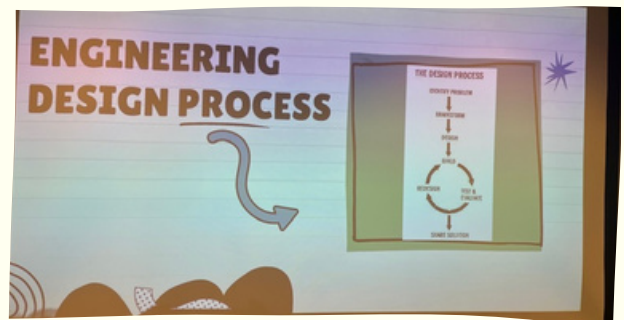 ENGINEERING
DESIGN PROCESS
THE DESIGN PROCESS
IDENTIFY PROBLEM
BRAINSTORM
DESIGN
BUILD
REDESIGN
TEST &
EVALUATE
SHARE SOLUTION